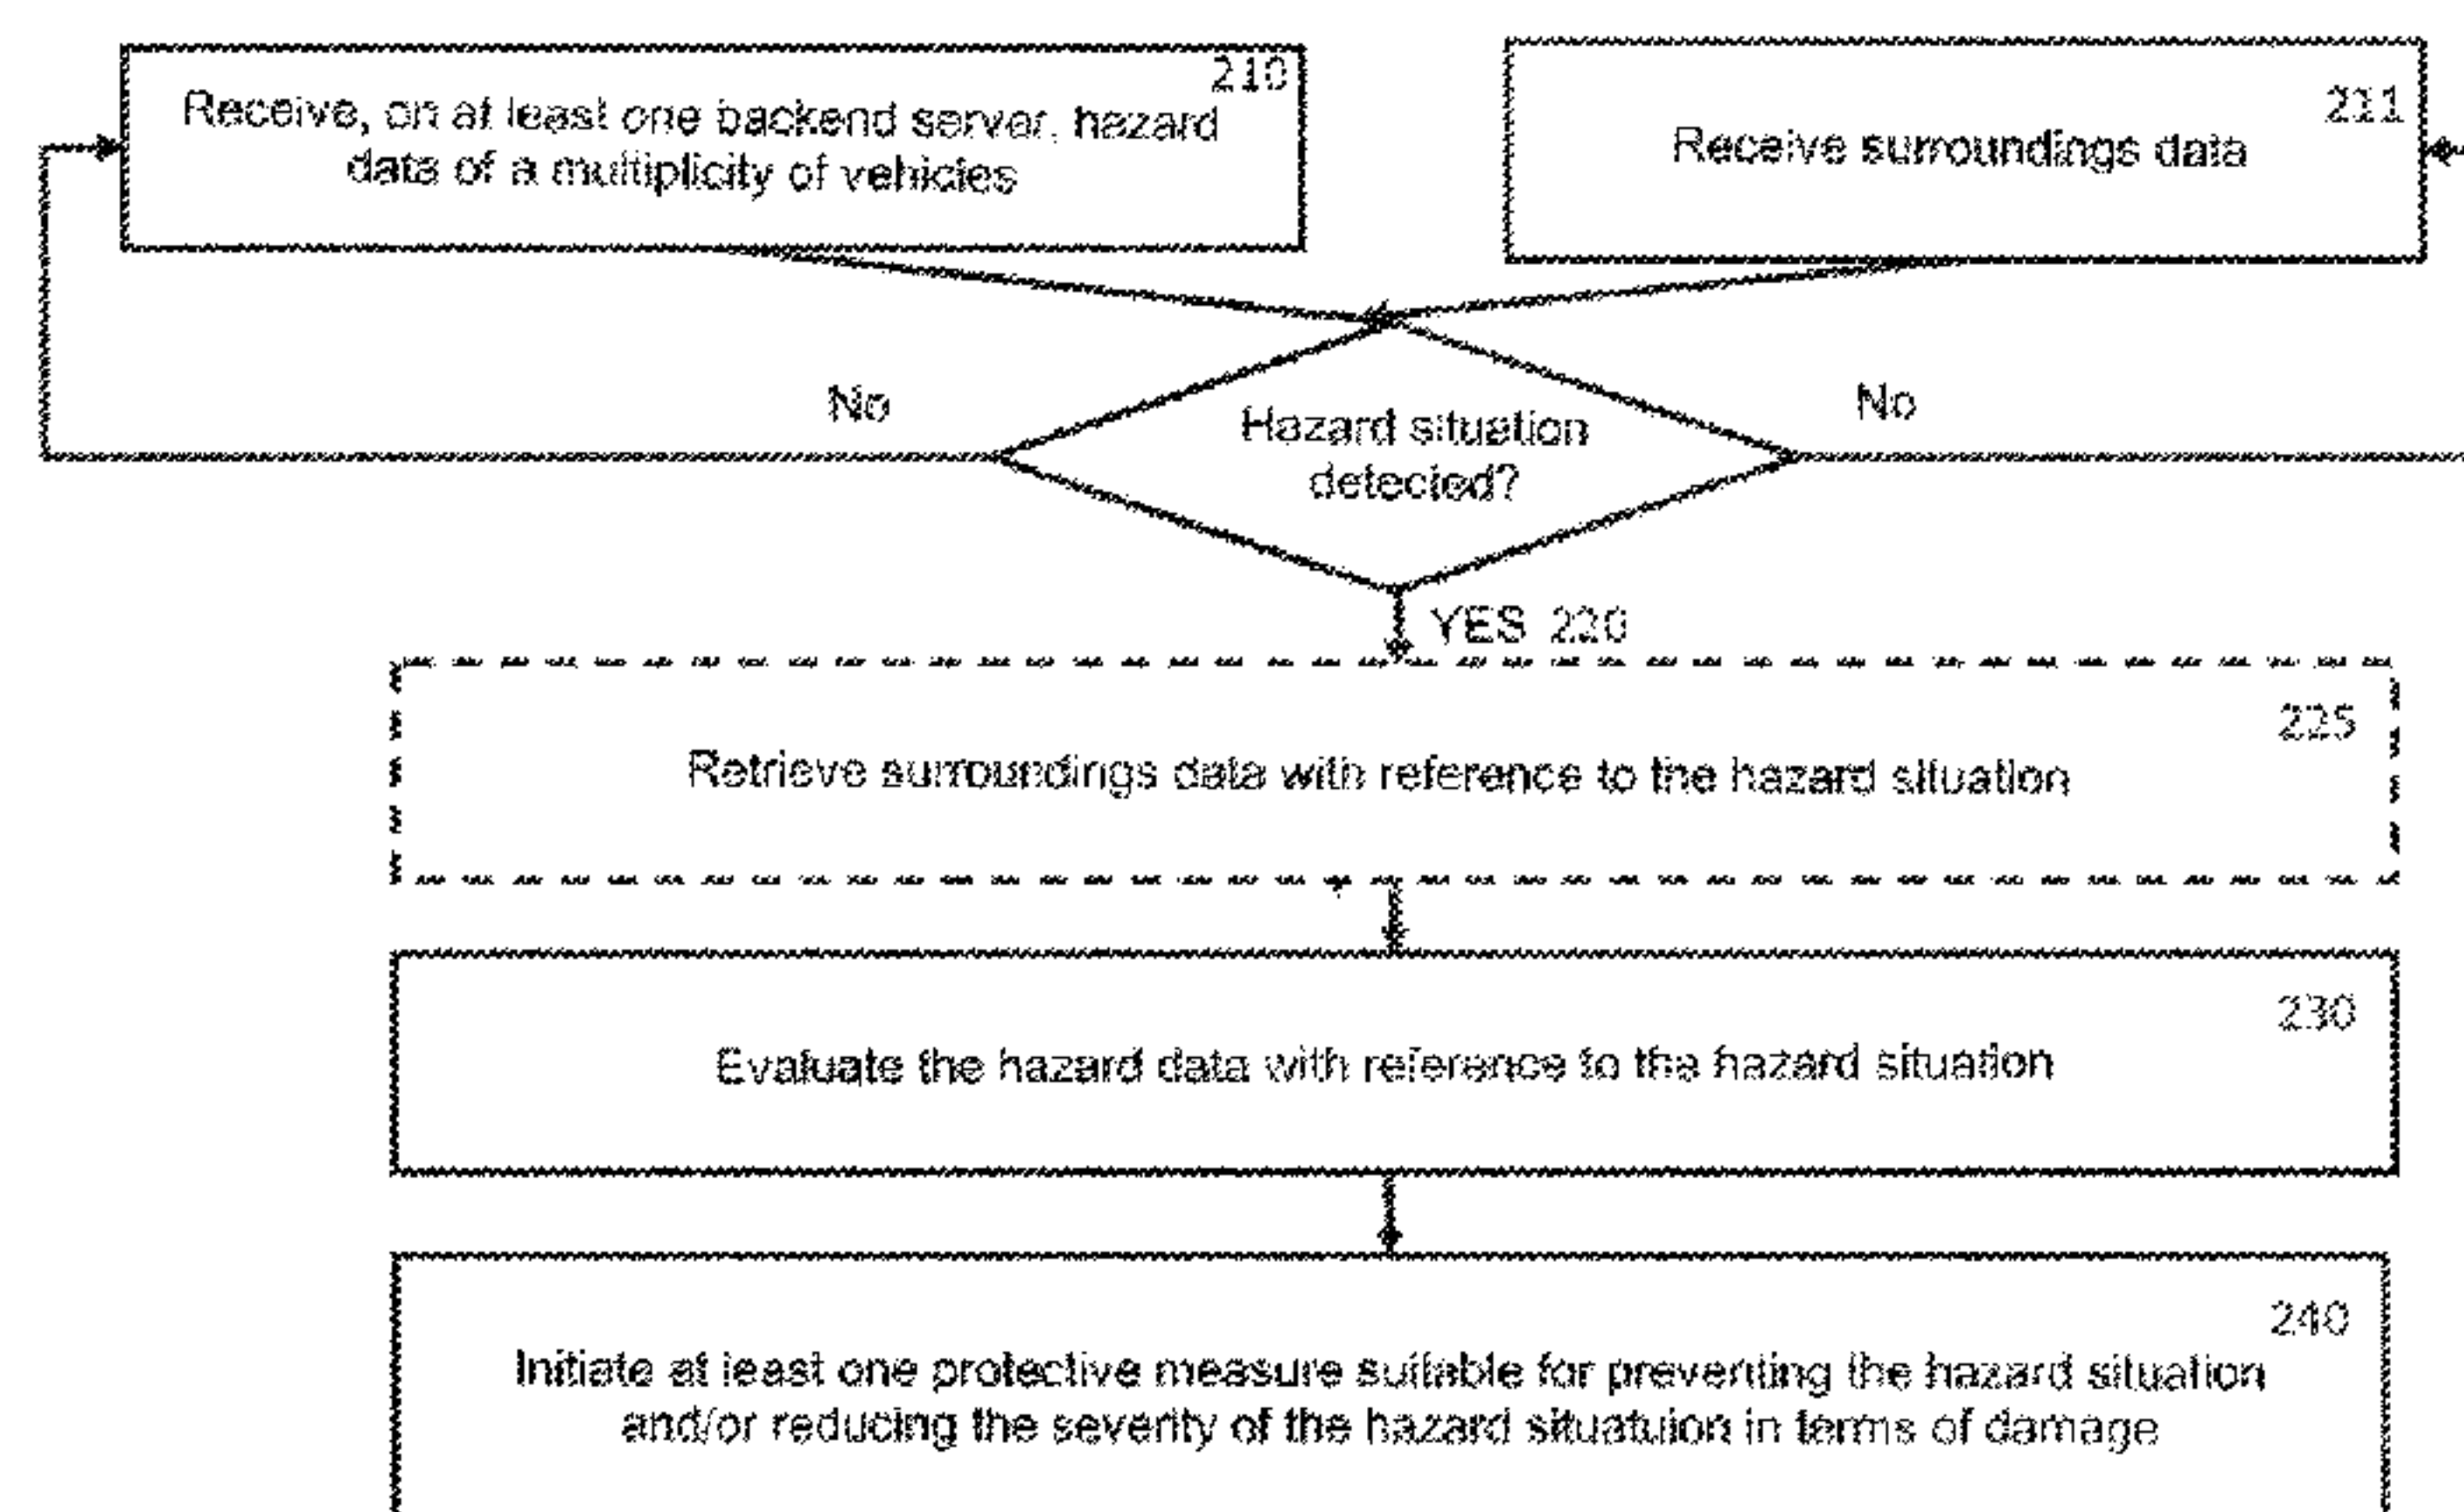 210
Receive, on at least one backend server, hazard
data of a multiplicity of vehicles
211
Receive surroundings data
No
No
Hazard situation
detected?
YES 220
225
Retrieve surroundings data with reference to the hazard situation
230
Evaluate the hazard data with reference to the hazard situation
240
Initiate at least one protective measure suitable for preventing the hazard situation
and/or reducing the severity of the hazard situatuion in terms of damage